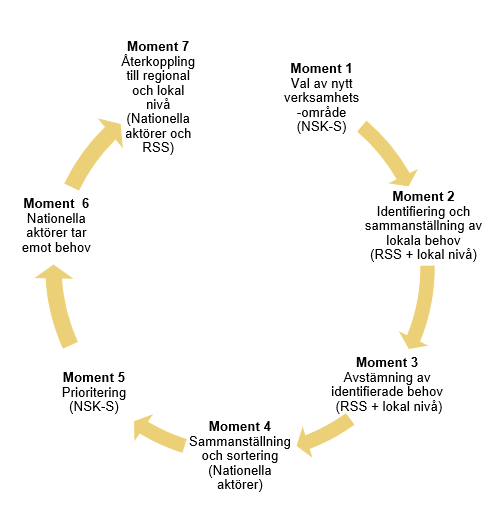 Moment 1
Val av nytt
verksamhets
-område
(NSK-S)
Moment 2
Identifiering och
sammanställning av
lokala behov
(RSS + lokal nivå)
Moment 3
Avstämning av
identifierade behov
(RSS + lokal nivå)
Moment 4
Sammanställning
och sortering
(Nationella
aktörer)
Moment 5
Prioritering
(NSK-S)
Moment  6
Nationella
aktörer tar
emot behov
Moment 7
Återkoppling
till regional
och lokal
nivå
(Nationella
aktörer och
RSS)